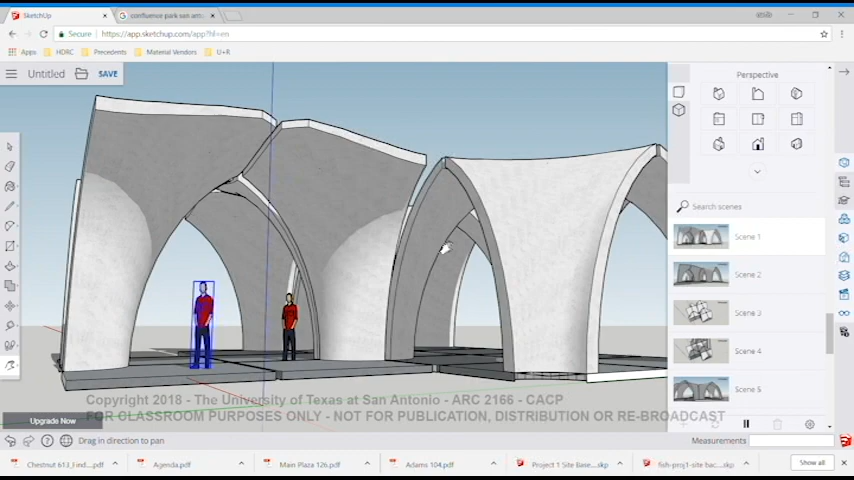 SketchUp
confluence park san anto
Secure
https://app.sketchup.com/app?hl=en
Apps
HDRC
Precedents
Material Vendors
U+R
Untitled
SAVE
Perspective
Search scenes
Scene 1
Scene 2
Scene 3
Scene 4
Scene 5
Copyright 2018 - The University of Texas at San Antonio - ARC 2166 - CACP
FOR CLASSROOM PURPOSES ONLY - NOT FOR PUBLICATION, DISTRIBUTION OR RE-BROADCAST
Upgrade Now
Drag in direction to pan
Measurements
Chestnut 613_Find....pdf
Agenda.pdf
Main Plaza 126.pdf
Adams 104.pdf
Project 1 Site Base....skp
fish-proj1-site bac....skp
Show all